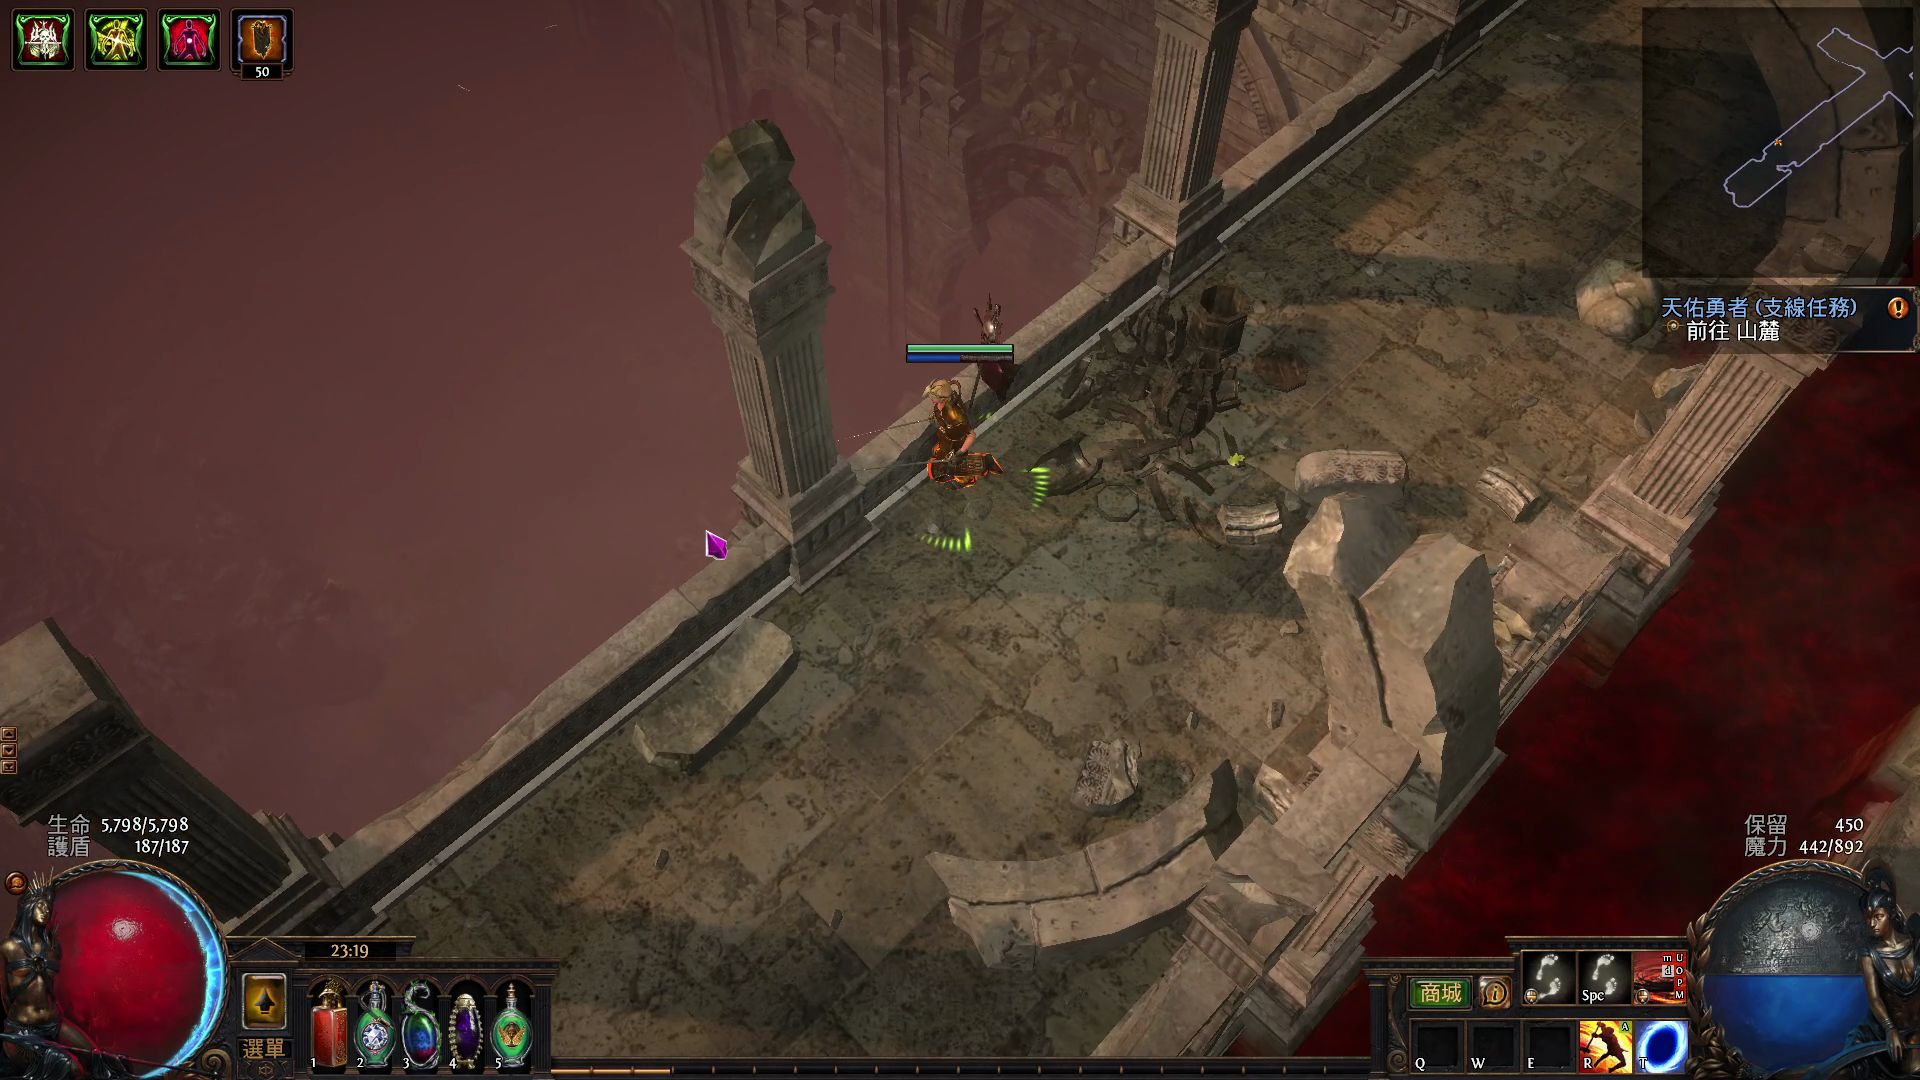 50
天佑勇者 (支線任務)
前往 山麓
生命 5,798/5,798
護盾 187/187
保留 450
魔力 442/892
23:19
選單
1 2 3 4 5
商城
Spc
m U
d O
P
M
Q W E R A T